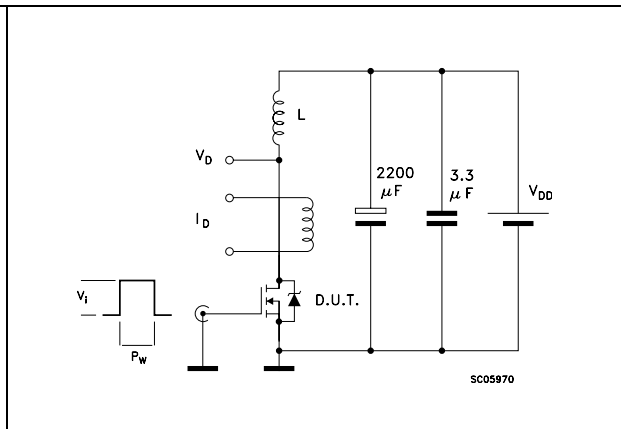 L
V_D
2200
µF
3.3
µF
V_DD
I_D
D.U.T.
V_i
P_W
SC05970